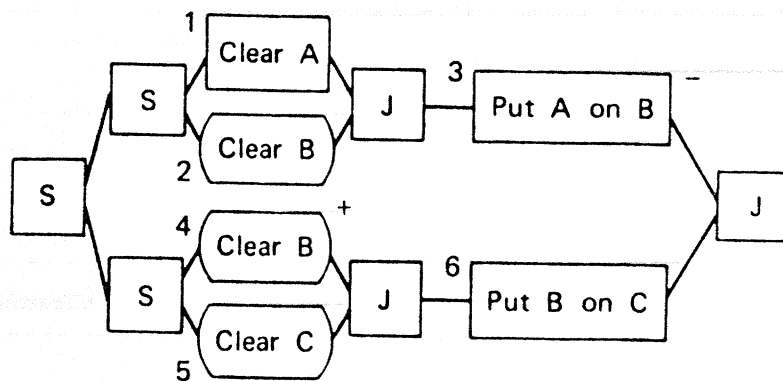 1
Clear A
S
J
3
Put A on B
−
2
Clear B
S
J
4
Clear B
+
S
J
6
Put B on C
5
Clear C